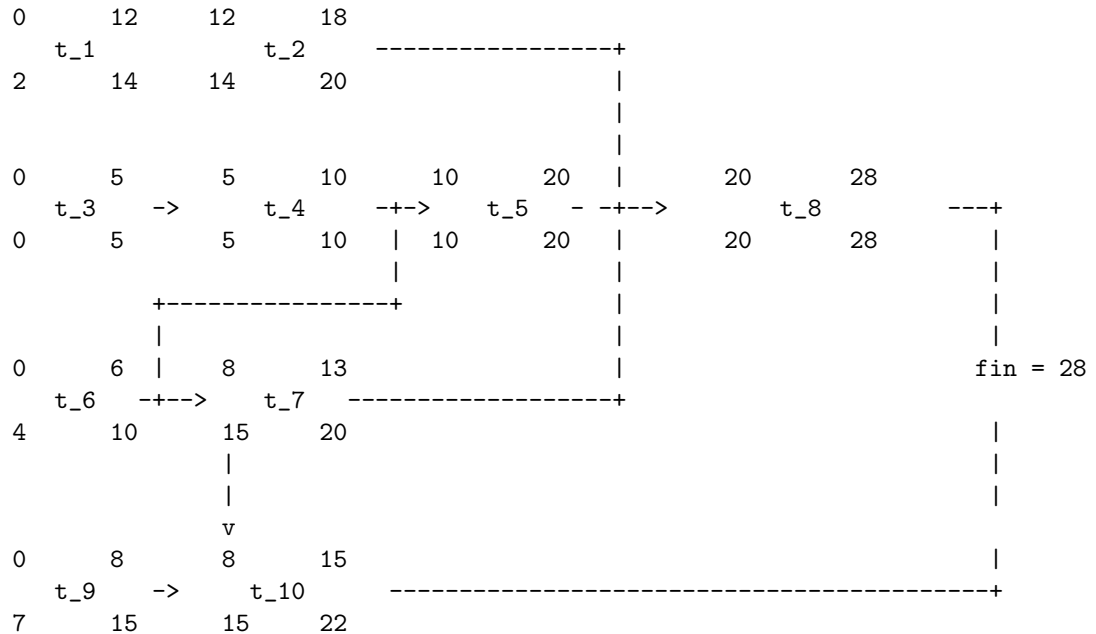 0 12 12 18
t_1 t_2 -----------------+
2 14 14 20 |
|
|
0 5 5 10 10 20 | 20 28
t_3 -> t_4 -+-> t_5 - -+--> t_8 ---+
0 5 5 10 | 10 20 | 20 28 |
| | |
+----------------+ | |
| | |
0 6 | 8 13 | fin = 28
t_6 -+--> t_7 -------------------+
4 10 15 20 |
| |
| |
v
0 8 8 15 |
t_9 -> t_10 -------------------------------------------+
7 15 15 22